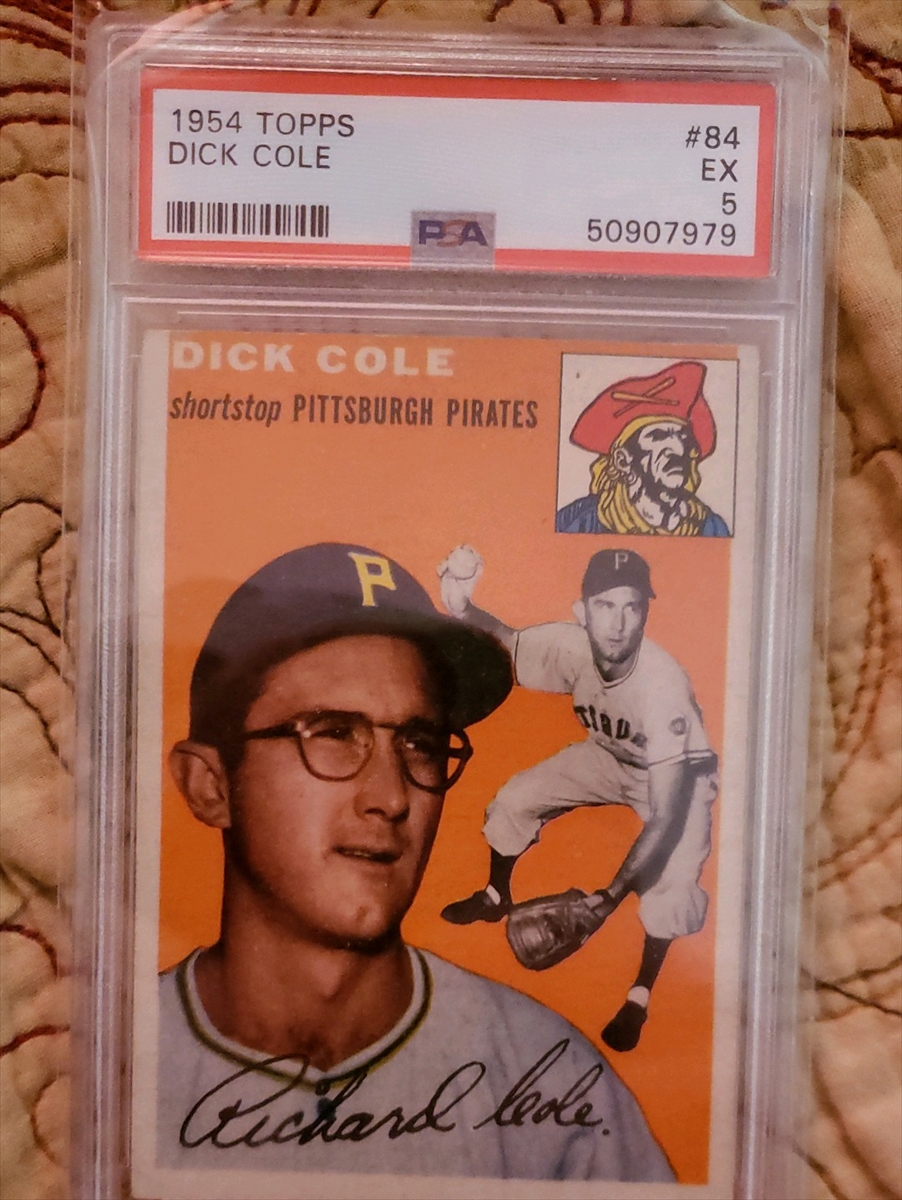 1954 TOPPS #84
DICK COLE EX
5
PSA 50907979
DICK COLE
shortstop PITTSBURGH PIRATES
P
P
Richard Cole.